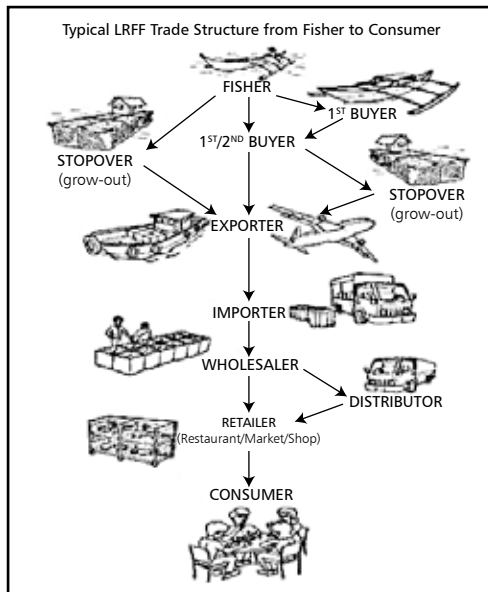 Typical LRFF Trade Structure from Fisher to Consumer
FISHER
1ST BUYER
1ST/2ND BUYER
STOPOVER
(grow-out)
STOPOVER
(grow-out)
EXPORTER
IMPORTER
WHOLESALER
DISTRIBUTOR
RETAILER
(Restaurant/Market/Shop)
CONSUMER